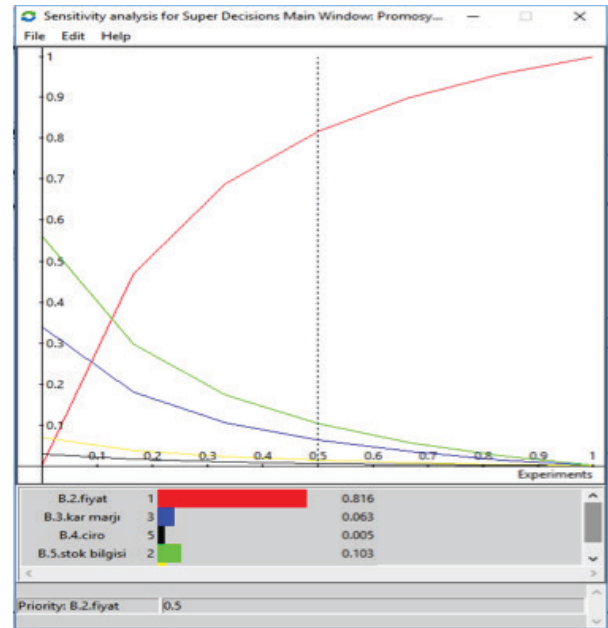 Sensitivity analysis for Super Decisions Main Window: Promosy...
File Edit Help
1
0.9
0.8
0.7
0.6
0.5
0.4
0.3
0.2
0.1
0.1 0.2 0.3 0.4 0.5 0.6 0.7 0.8 0.9 1
Experiments
B.2.fiyat 1 0.816
B.3.kar marjı 3 0.063
B.4.ciro 5 0.005
B.5.stok bilgisi 2 0.103
Priority: B.2.fiyat 0.5